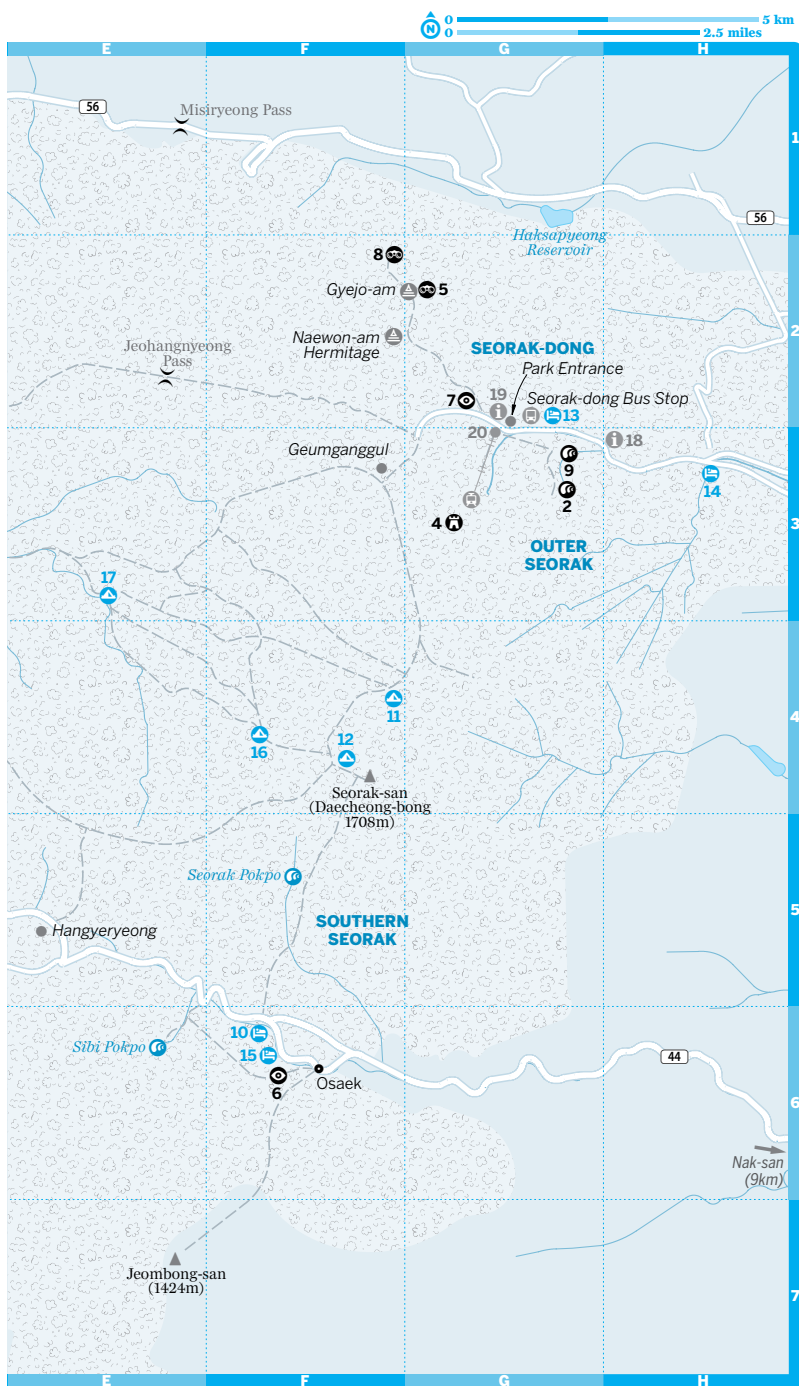 0 5 km
N
0 2.5 miles
E F G H
56
Misiryeong Pass
1
56
Haksapyeong
Reservoir
8
Gyejo-am 5
2
Naewon-am
Hermitage
Jeohangnyeong
Pass
SEORAK-DONG
Park Entrance
7
19
Seorak-dong Bus Stop
13
20
18
Geumganggul
9
14
2
4
3
OUTER
SEORAK
17
11
4
16
12
Seorak-san
(Daecheong-bong
1708m)
Seorak Pokpo
5
SOUTHERN
SEORAK
Hangyeryeong
10
Sibi Pokpo
15
44
6
Osaek
6
Nak-san
(9km)
Jeombong-san
(1424m)
7
E F G H